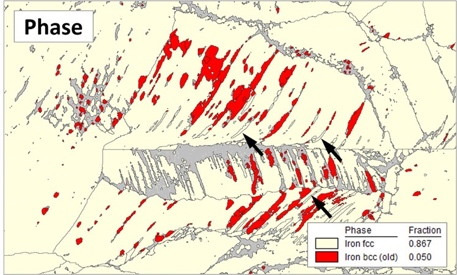 Phase
Phase Fraction
Iron fcc 0.867
Iron bcc (old) 0.050